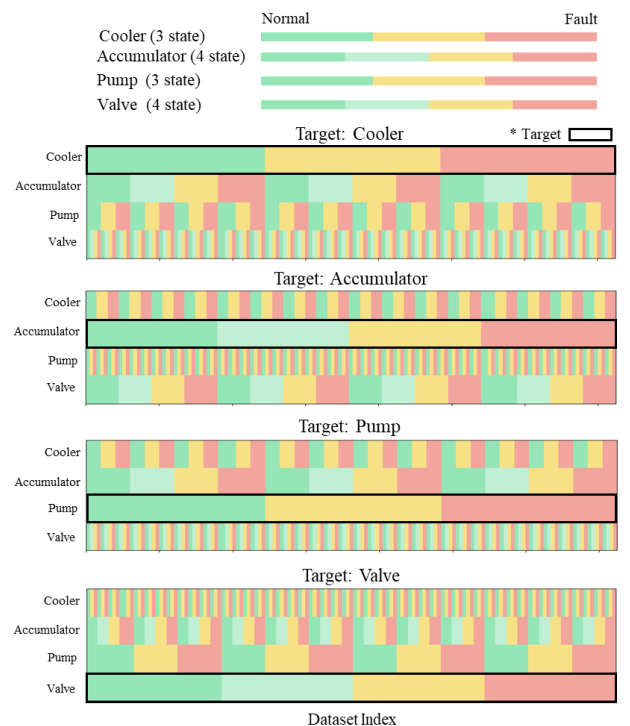 Normal Fault
Cooler (3 state)
Accumulator (4 state)
Pump (3 state)
Valve (4 state)
Target: Cooler * Target
Cooler
Accumulator
Pump
Valve
Target: Accumulator
Cooler
Accumulator
Pump
Valve
Target: Pump
Cooler
Accumulator
Pump
Valve
Target: Valve
Cooler
Accumulator
Pump
Valve
Dataset Index